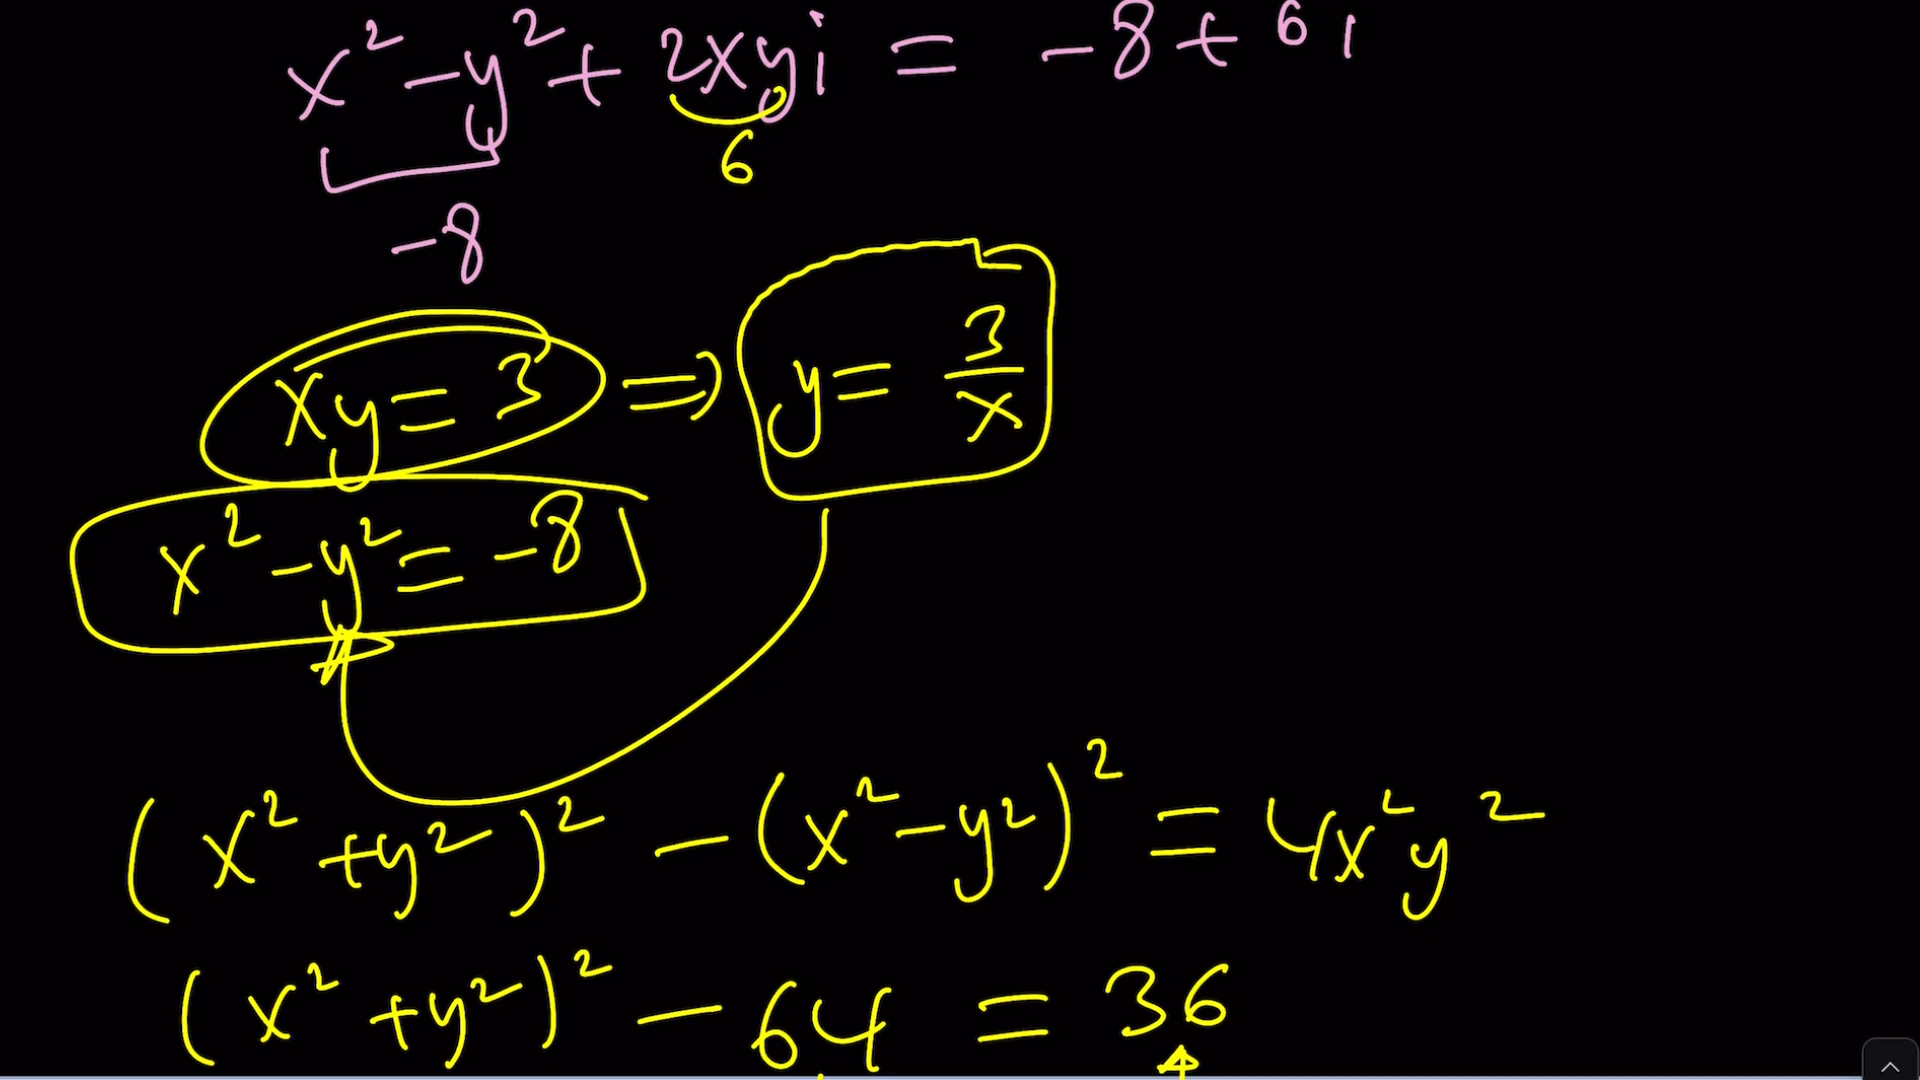 x² - y² + 2xyi = -8 + 6i
6
-8
xy = 3 ⇒ y = 3/x
x² - y² = -8
(x² + y²)² - (x² - y²)² = 4x²y²
(x² + y²)² - 64 = 36